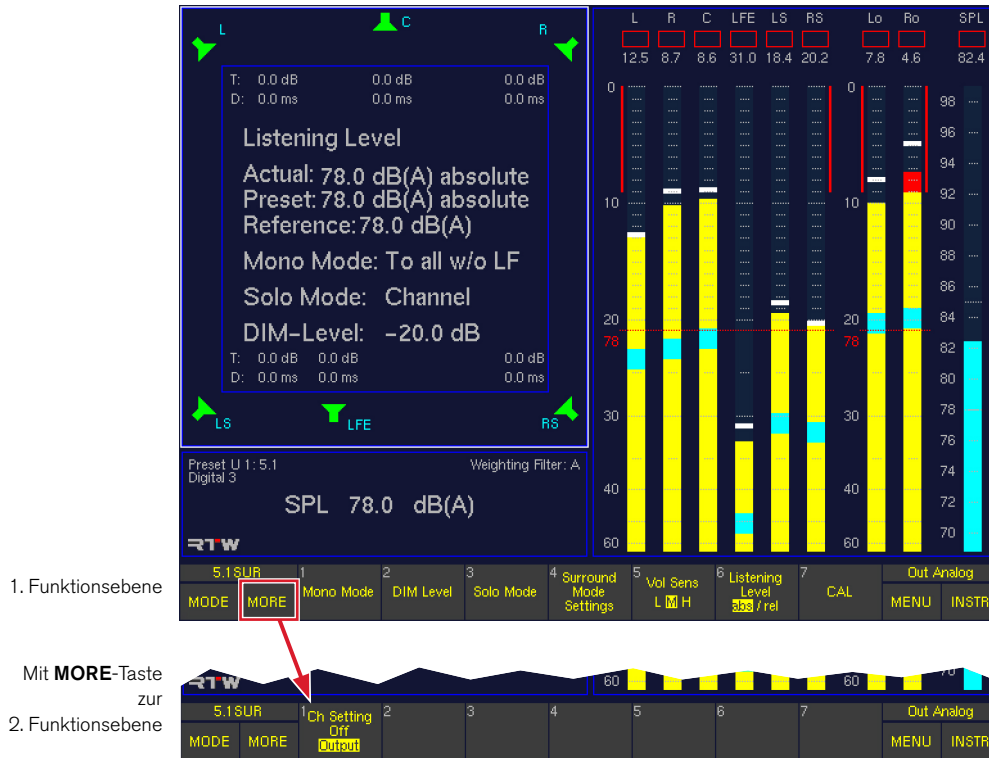 L C R
T: 0.0 dB 0.0 dB 0.0 dB
D: 0.0 ms 0.0 ms 0.0 ms
Listening Level
Actual: 78.0 dB(A) absolute
Preset: 78.0 dB(A) absolute
Reference: 78.0 dB(A)
Mono Mode: To all w/o LF
Solo Mode: Channel
DIM-Level: -20.0 dB
T: 0.0 dB 0.0 dB 0.0 dB
D: 0.0 ms 0.0 ms 0.0 ms
LS LFE RS
Preset U 1: 5.1 Weighting Filter: A
Digital 3
SPL 78.0 dB(A)
RTW
L R C LFE LS RS Lo Ro SPL
12.5 8.7 8.6 31.0 18.4 20.2 7.8 4.6 82.4
0 0
98
96
94
92
10 10
90
88
86
84
20 20
78 78
82
80
78
30 30
76
74
40 40
72
70
60 60
1. Funktionsebene
5.1SUR
MODE MORE
1 Mono Mode
2 DIM Level
3 Solo Mode
4 Surround
Mode
Settings
5 Vol Sens
L M H
6 Listening
Level
abs / rel
7 CAL
Out Analog
MENU INSTR
Mit MORE-Taste
zur
2. Funktionsebene
RTW
60 60 70
5.1SUR
MODE MORE
1 Ch Setting
Off
Output
2 3 4 5 6 7
Out Analog
MENU INSTR